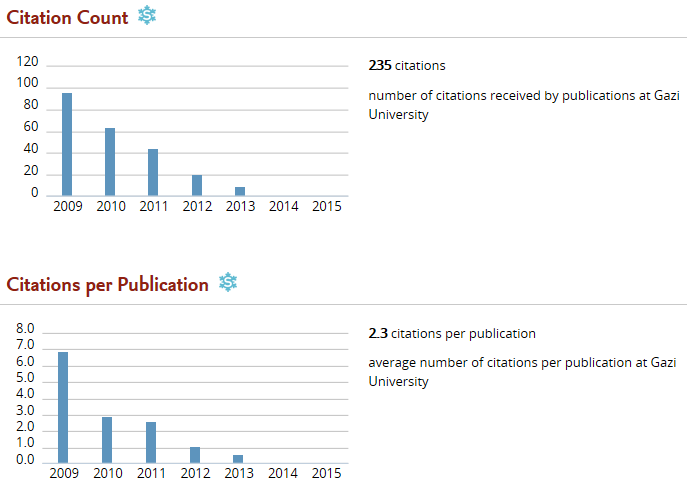 Citation Count
120
100
80
60
40
20
0
2009 2010 2011 2012 2013 2014 2015
235 citations
number of citations received by publications at Gazi
University
Citations per Publication
8.0
7.0
6.0
5.0
4.0
3.0
2.0
1.0
0.0
2009 2010 2011 2012 2013 2014 2015
2.3 citations per publication
average number of citations per publication at Gazi
University